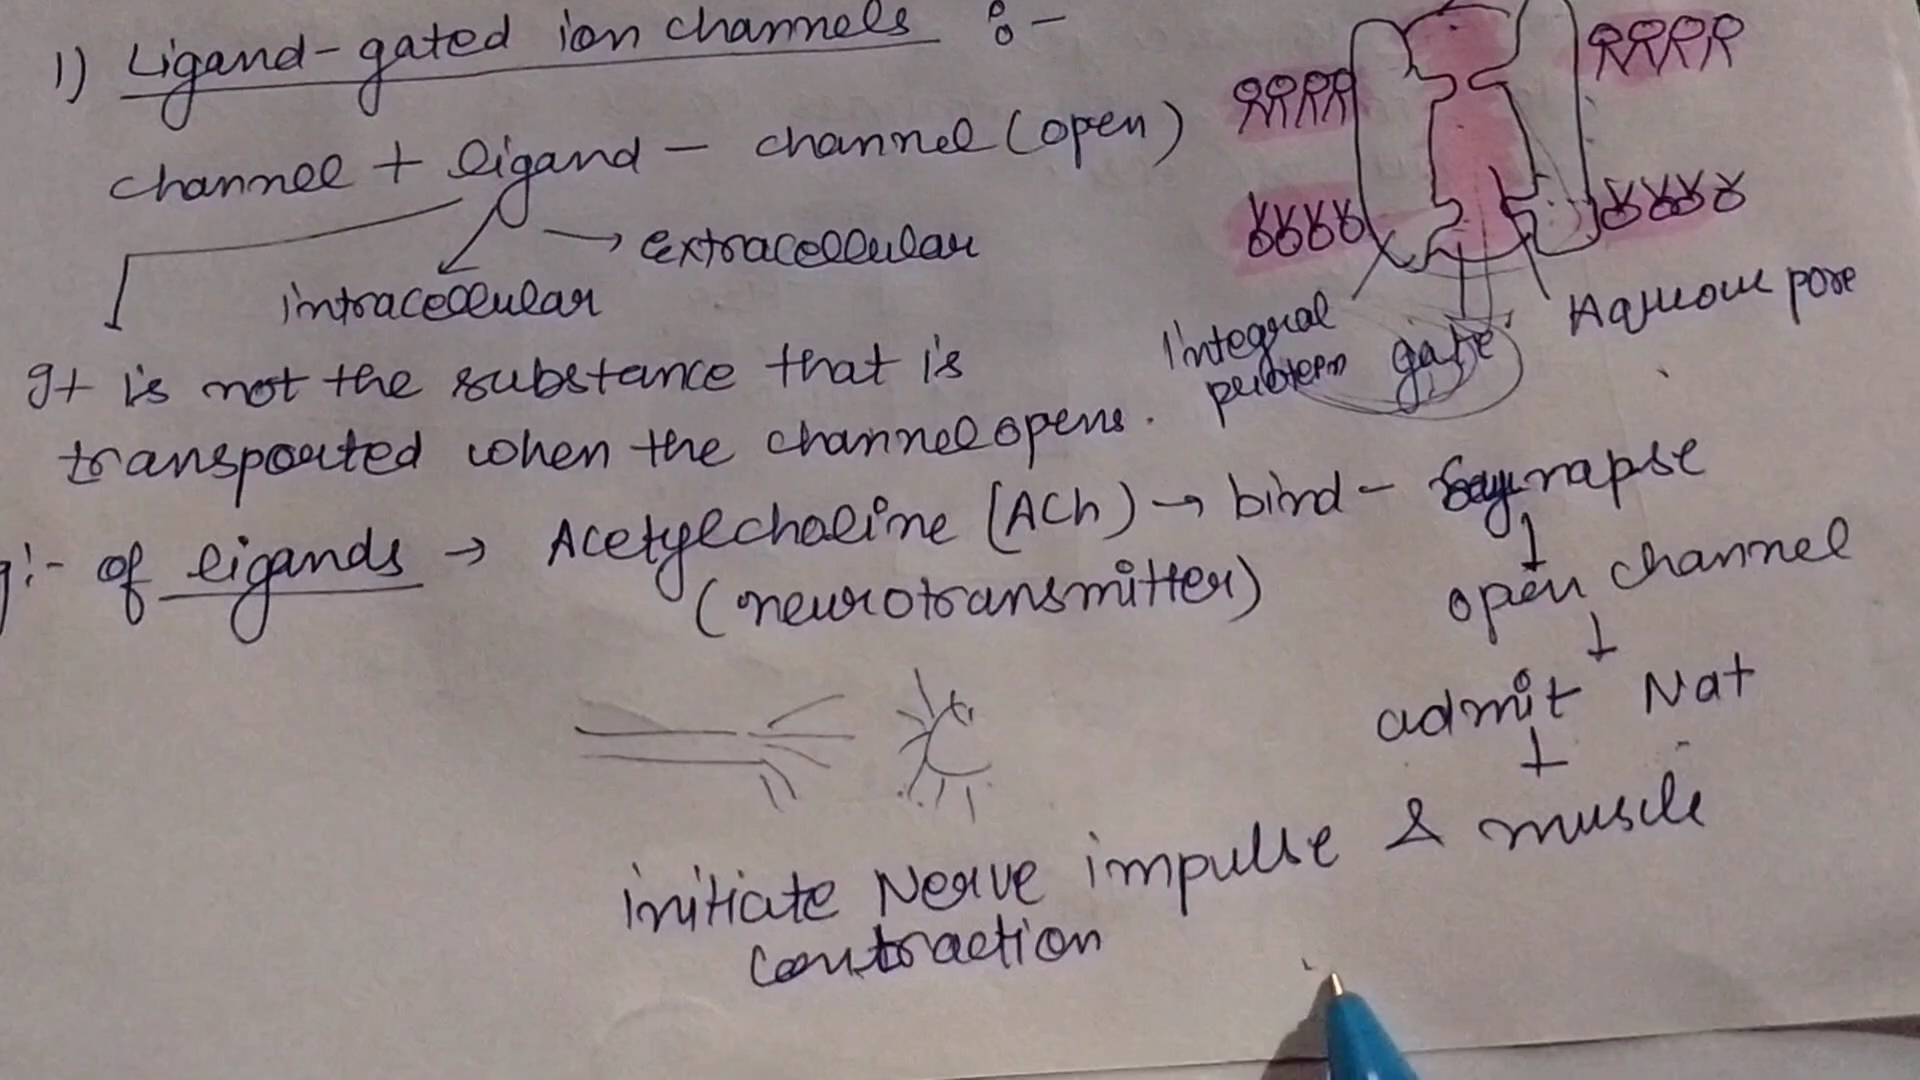 1) Ligand-gated ion channels :-
channel + ligand - channel (open)
→ extracellular
intracellular
It is not the substance that is
transported when the channel opens.
Integral
protein
gate
Aqueous pore
g:- of ligands → Acetylcholine (ACh) → bind - synapse
(neurotransmitter)
open channel
admit Na+
initiate Nerve impulse & muscle
contraction